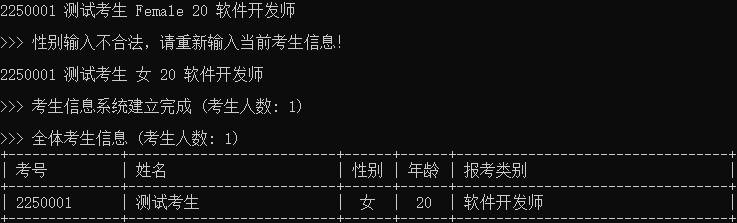 2250001 测试考生 Female 20 软件开发师
>>> 性别输入不合法，请重新输入当前考生信息!
2250001 测试考生 女 20 软件开发师
>>> 考生信息系统建立完成 (考生人数: 1)
>>> 全体考生信息 (考生人数: 1)
| 考号 | 姓名 | 性别 | 年龄 | 报考类别 |
| 2250001 | 测试考生 | 女 | 20 | 软件开发师 |